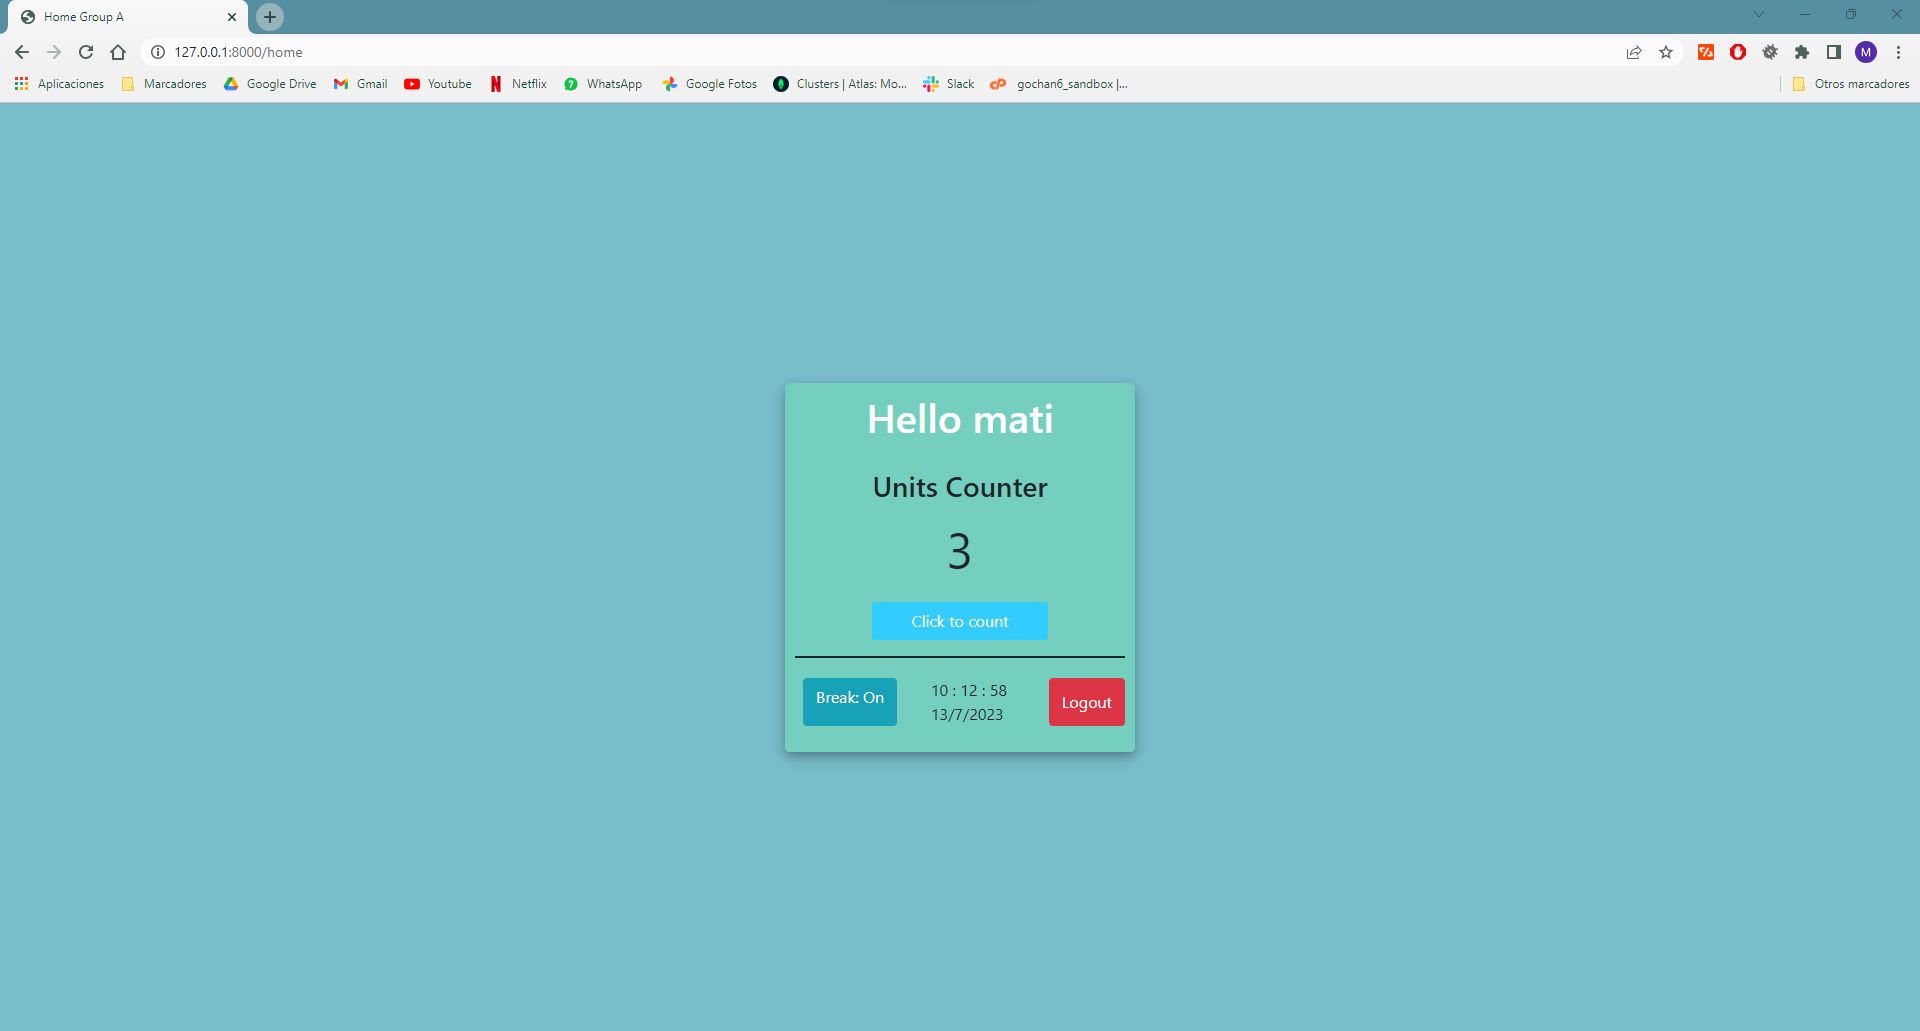 Home Group A
127.0.0.1:8000/home
M
Aplicaciones Marcadores Google Drive Gmail Youtube Netflix 7 WhatsApp Google Fotos Clusters | Atlas: Mo... Slack cP gochan6_sandbox |... Otros marcadores
Hello mati
Units Counter
3
Click to count
Break: On
10 : 12 : 58
13/7/2023
Logout